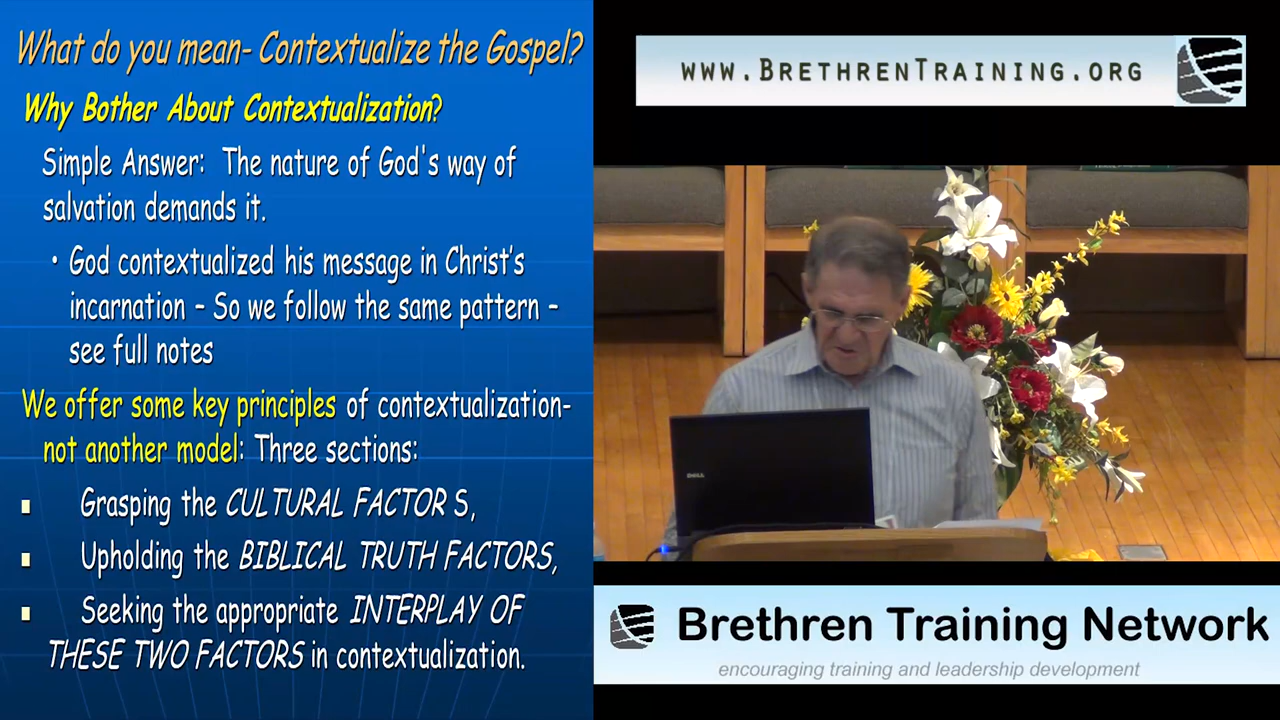 What do you mean- Contextualize the Gospel?
Why Bother About Contextualization?
Simple Answer: The nature of God's way of
salvation demands it.
• God contextualized his message in Christ's
incarnation – So we follow the same pattern –
see full notes
We offer some key principles of contextualization-
not another model: Three sections:
▪ Grasping the CULTURAL FACTOR S,
▪ Upholding the BIBLICAL TRUTH FACTORS,
▪ Seeking the appropriate INTERPLAY OF
THESE TWO FACTORS in contextualization.
www.BrethrenTraining.org
DELL
Brethren Training Network
encouraging training and leadership development